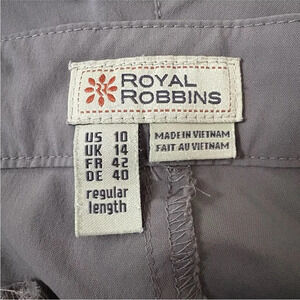 ROYAL
ROBBINS
US 10
UK 14
FR 42
DE 40
regular
length
MADE IN VIETNAM
FAIT AU VIETNAM